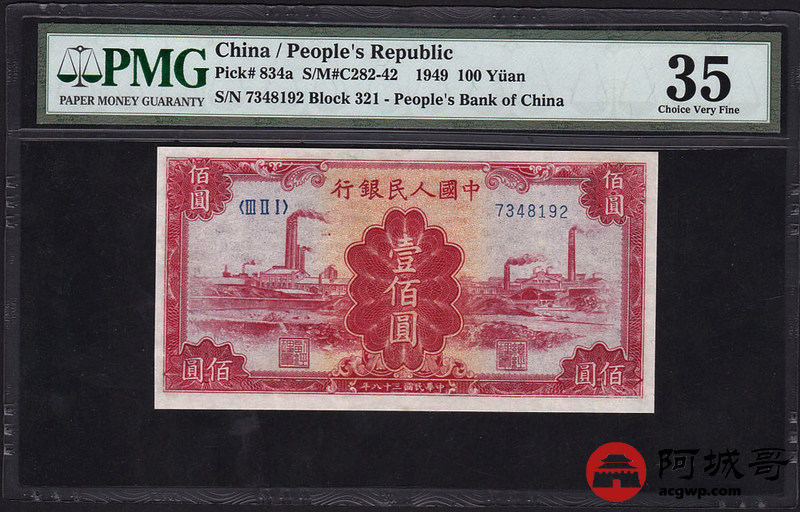 PMG
PAPER MONEY GUARANTY
China / People's Republic
Pick# 834a S/M#C282-42 1949 100 Yüan
S/N 7348192 Block 321 - People's Bank of China
35
Choice Very Fine
佰圓
行銀民人國中
佰圓
〈III II I〉
7348192
壹佰圓
圓佰
圓佰
年八十三國民華中
阿城哥
acgwp.com